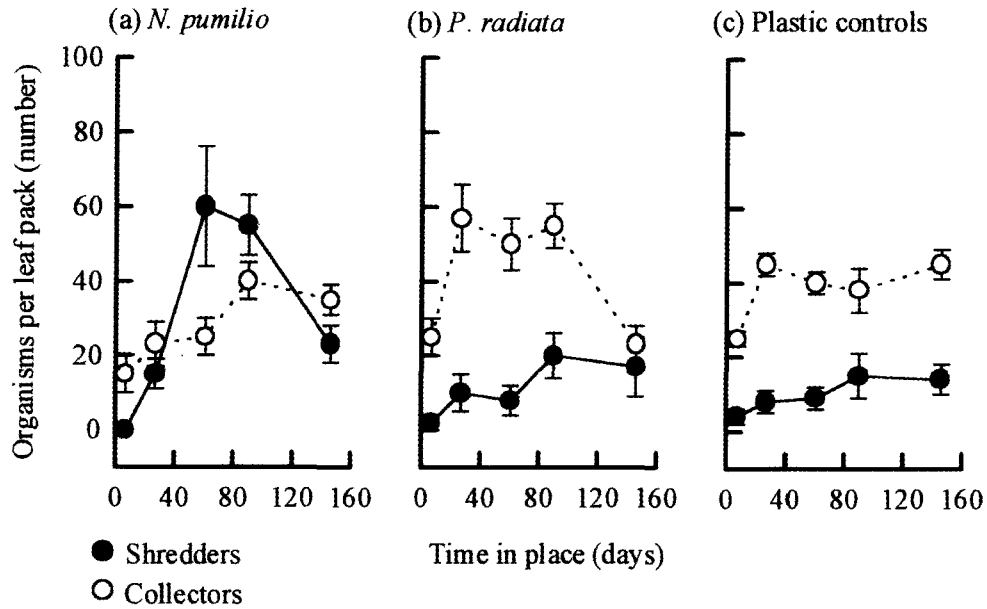 (a) N. pumilio
(b) P. radiata
(c) Plastic controls
Organisms per leaf pack (number)
100
80
60
40
20
0
0 40 80 120 160
0 40 80 120 160
0 40 80 120 160
Time in place (days)
Shredders
Collectors